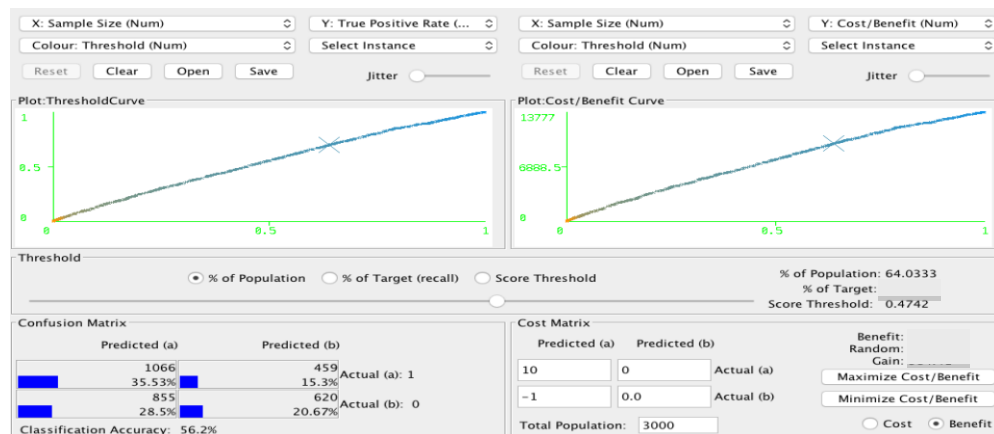 X: Sample Size (Num) Y: True Positive Rate (... X: Sample Size (Num) Y: Cost/Benefit (Num)
Colour: Threshold (Num) Select Instance Colour: Threshold (Num) Select Instance
Reset Clear Open Save Jitter Reset Clear Open Save Jitter
Plot:ThresholdCurve Plot:Cost/Benefit Curve
1 13777
0.5 6888.5
0 0
0 0.5 1 0 0.5 1
Threshold
% of Population % of Target (recall) Score Threshold % of Population: 64.0333
% of Target:
Score Threshold: 0.4742
Confusion Matrix Cost Matrix
Predicted (a) Predicted (b) Predicted (a) Predicted (b) Benefit:
Random:
Gain:
1066 459 Actual (a): 1 10 0 Actual (a)
35.53% 15.3% Maximize Cost/Benefit
855 620 Actual (b): 0 -1 0.0 Actual (b) Minimize Cost/Benefit
28.5% 20.67%
Classification Accuracy: 56.2% Total Population: 3000 Cost Benefit